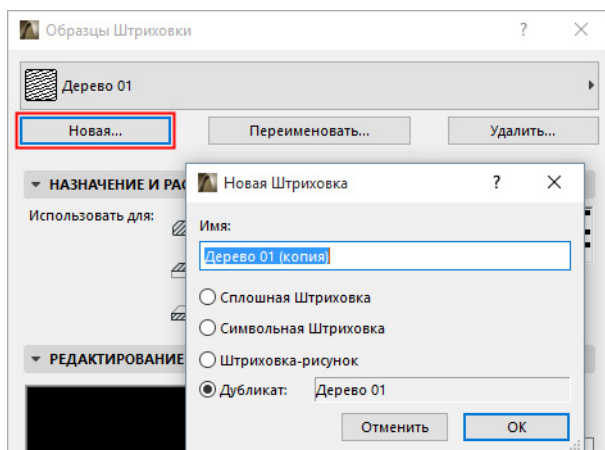 Образцы Штриховки ?
Дерево 01
Новая... Переименовать... Удалить...
НАЗНАЧЕНИЕ И
Использовать для:
РЕДАКТИРОВАНИЕ
Новая Штриховка ?
Имя:
Дерево 01 (копия)
Сплошная Штриховка
Символьная Штриховка
Штриховка-рисунок
Дубликат: Дерево 01
Отменить OK